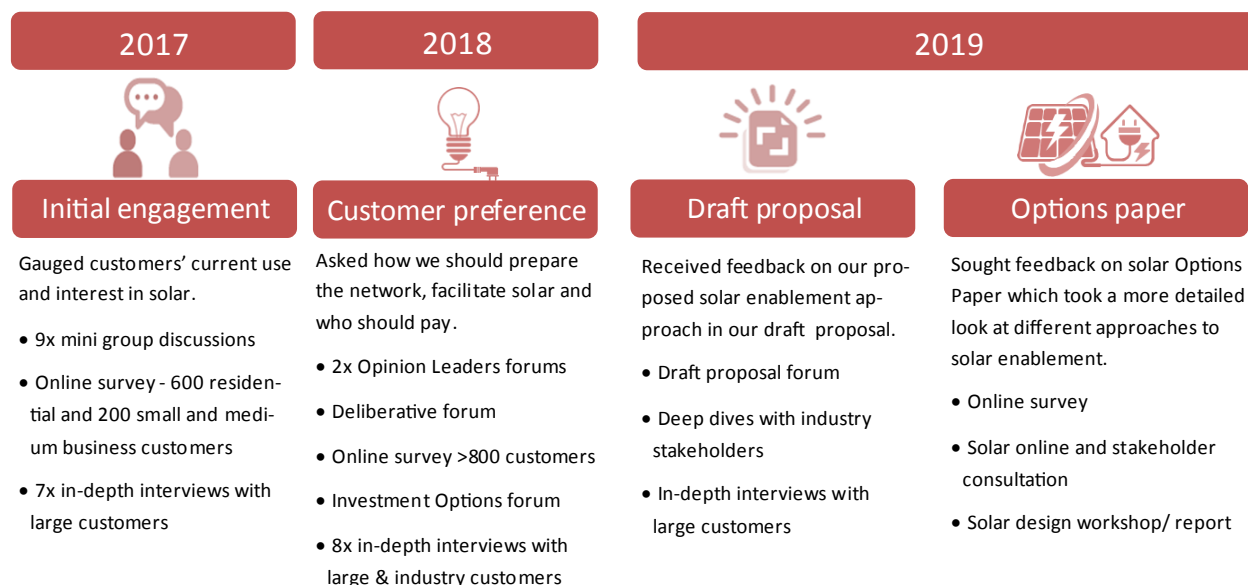 2017
2018
2019
Initial engagement
Gauged customers’ current use
and interest in solar.
• 9x mini group discussions
• Online survey - 600 residen-
tial and 200 small and medi-
um business customers
• 7x in-depth interviews with
large customers
Customer preference
Asked how we should prepare
the network, facilitate solar and
who should pay.
• 2x Opinion Leaders forums
• Deliberative forum
• Online survey >800 customers
• Investment Options forum
• 8x in-depth interviews with
large & industry customers
Draft proposal
Received feedback on our pro-
posed solar enablement ap-
proach in our draft proposal.
• Draft proposal forum
• Deep dives with industry
stakeholders
• In-depth interviews with
large customers
Options paper
Sought feedback on solar Options
Paper which took a more detailed
look at different approaches to
solar enablement.
• Online survey
• Solar online and stakeholder
consultation
• Solar design workshop/ report